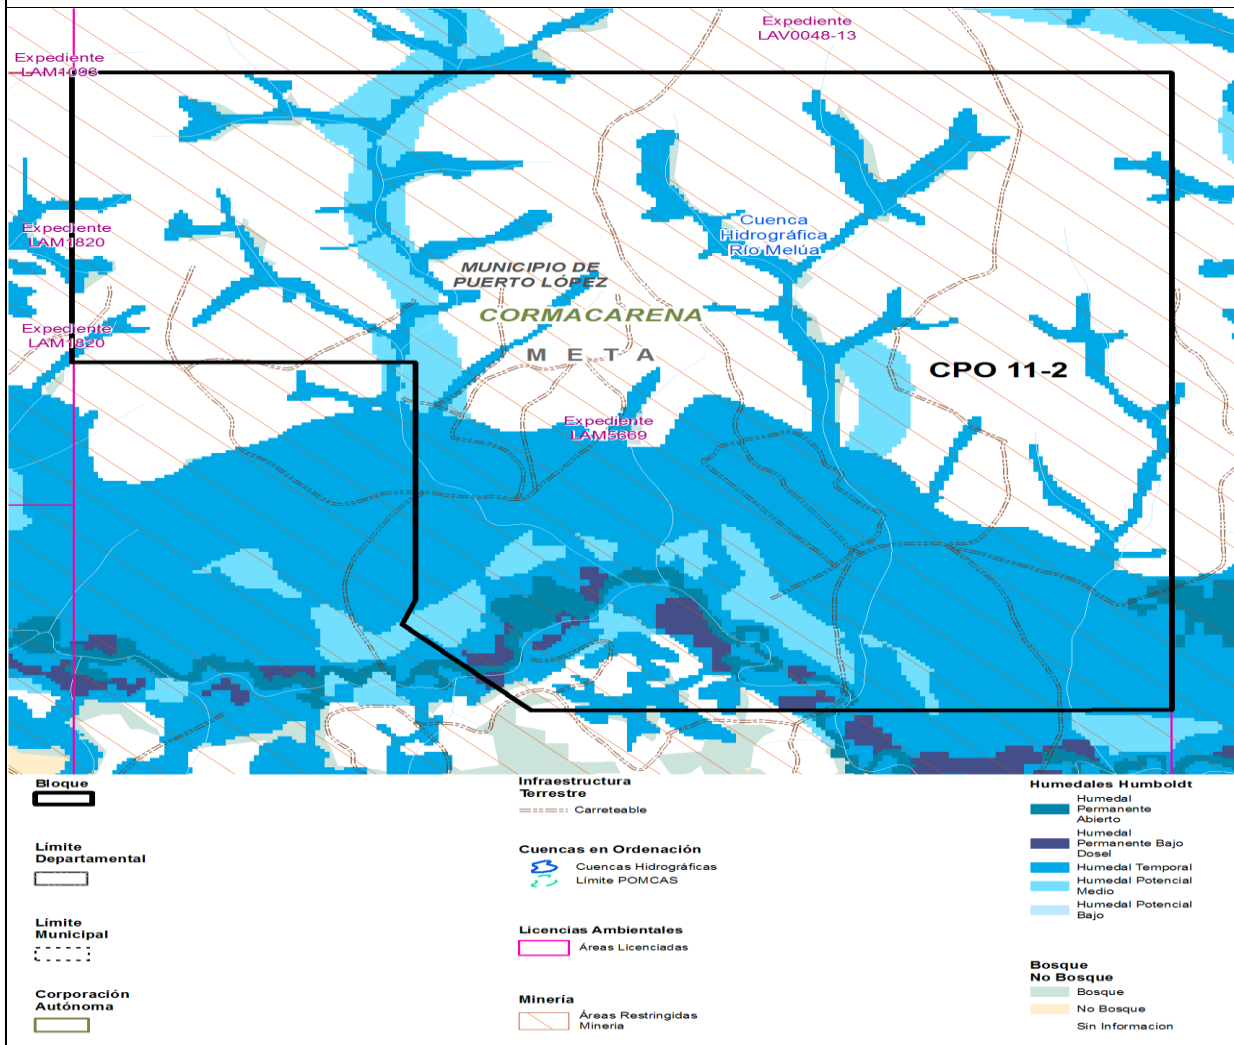 Expediente
LAV0048-13
Expediente
LAM1093
Expediente
LAM1820
Cuenca
Hidrográfica
Río Melúa
MUNICIPIO DE
PUERTO LÓPEZ
CORMACARENA
Expediente
LAM1820
META
CPO 11-2
Expediente
LAM5669
Bloque
Límite
Departamental
Límite
Municipal
Corporación
Autónoma
Infraestructura
Terrestre
Carreteable
Cuencas en Ordenación
Cuencas Hidrográficas
Límite POMCAS
Licencias Ambientales
Áreas Licenciadas
Minería
Áreas Restringidas
Mineria
Humedales Humboldt
Humedal
Permanente
Abierto
Humedal
Permanente Bajo
Dosel
Humedal Temporal
Humedal Potencial
Medio
Humedal Potencial
Bajo
Bosque
No Bosque
Bosque
No Bosque
Sin Informacion